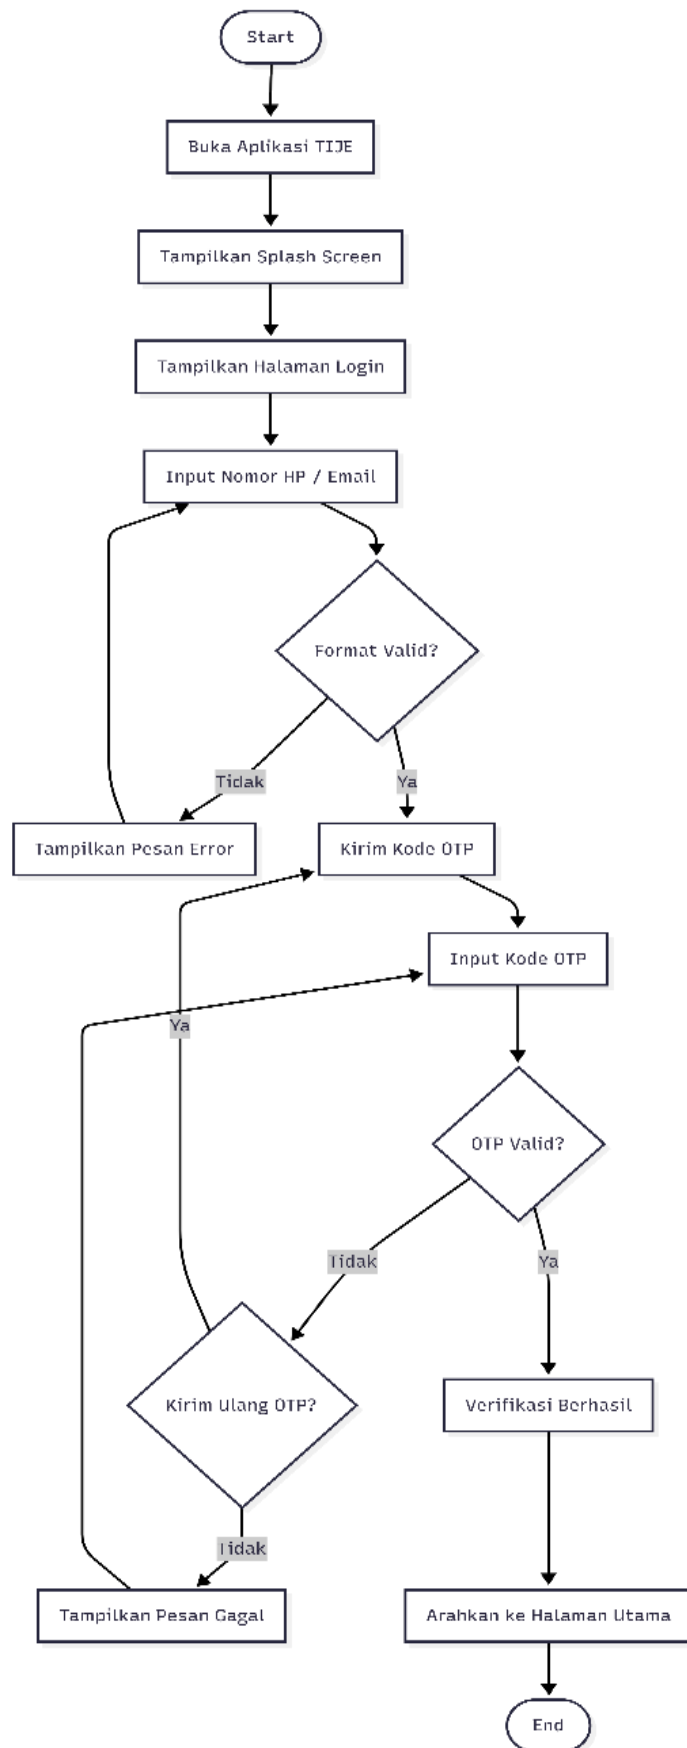 Start
Buka Aplikasi TIJE
Tampilkan Splash Screen
Tampilkan Halaman Login
Input Nomor HP / Email
Format Valid?
Tidak
Ya
Tampilkan Pesan Error
Kirim Kode OTP
Input Kode OTP
Ya
OTP Valid?
Tidak
Ya
Kirim Ulang OTP?
Verifikasi Berhasil
Tidak
Tampilkan Pesan Gagal
Arahkan ke Halaman Utama
End